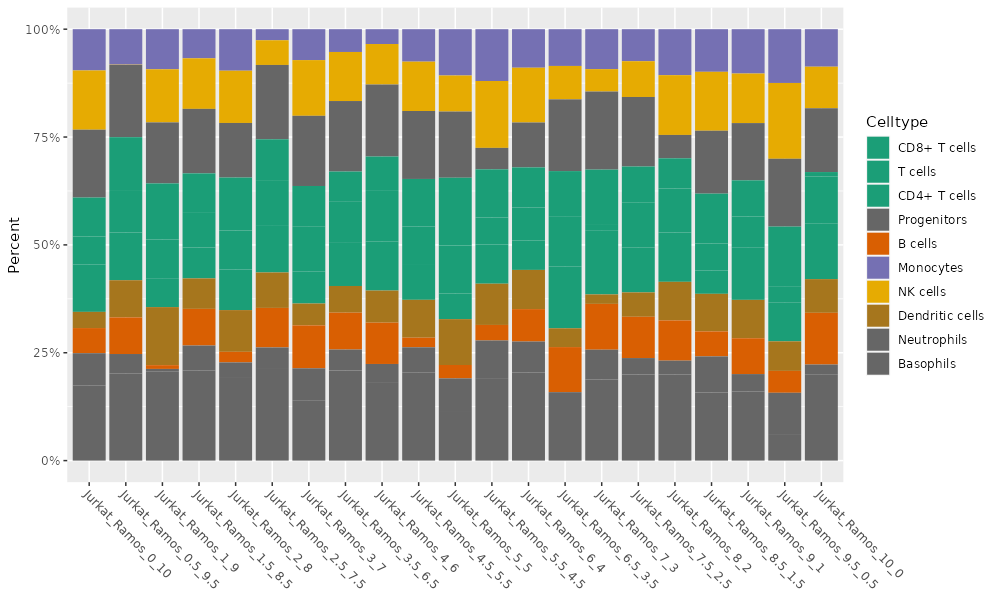 100%
75%
50%
25%
0%
Percent
Jurkat_Ramos_0_10
Jurkat_Ramos_0.5_9.5
Jurkat_Ramos_1_9
Jurkat_Ramos_1.5_8.5
Jurkat_Ramos_2_8
Jurkat_Ramos_2.5_7.5
Jurkat_Ramos_3_7
Jurkat_Ramos_3.5_6.5
Jurkat_Ramos_4_6
Jurkat_Ramos_4.5_5.5
Jurkat_Ramos_5_5
Jurkat_Ramos_5.5_4.5
Jurkat_Ramos_6_4
Jurkat_Ramos_6.5_3.5
Jurkat_Ramos_7_3
Jurkat_Ramos_7.5_2.5
Jurkat_Ramos_8_2
Jurkat_Ramos_8.5_1.5
Jurkat_Ramos_9_1
Jurkat_Ramos_9.5_0.5
Jurkat_Ramos_10_0
Celltype
CD8+ T cells
T cells
CD4+ T cells
Progenitors
B cells
Monocytes
NK cells
Dendritic cells
Neutrophils
Basophils